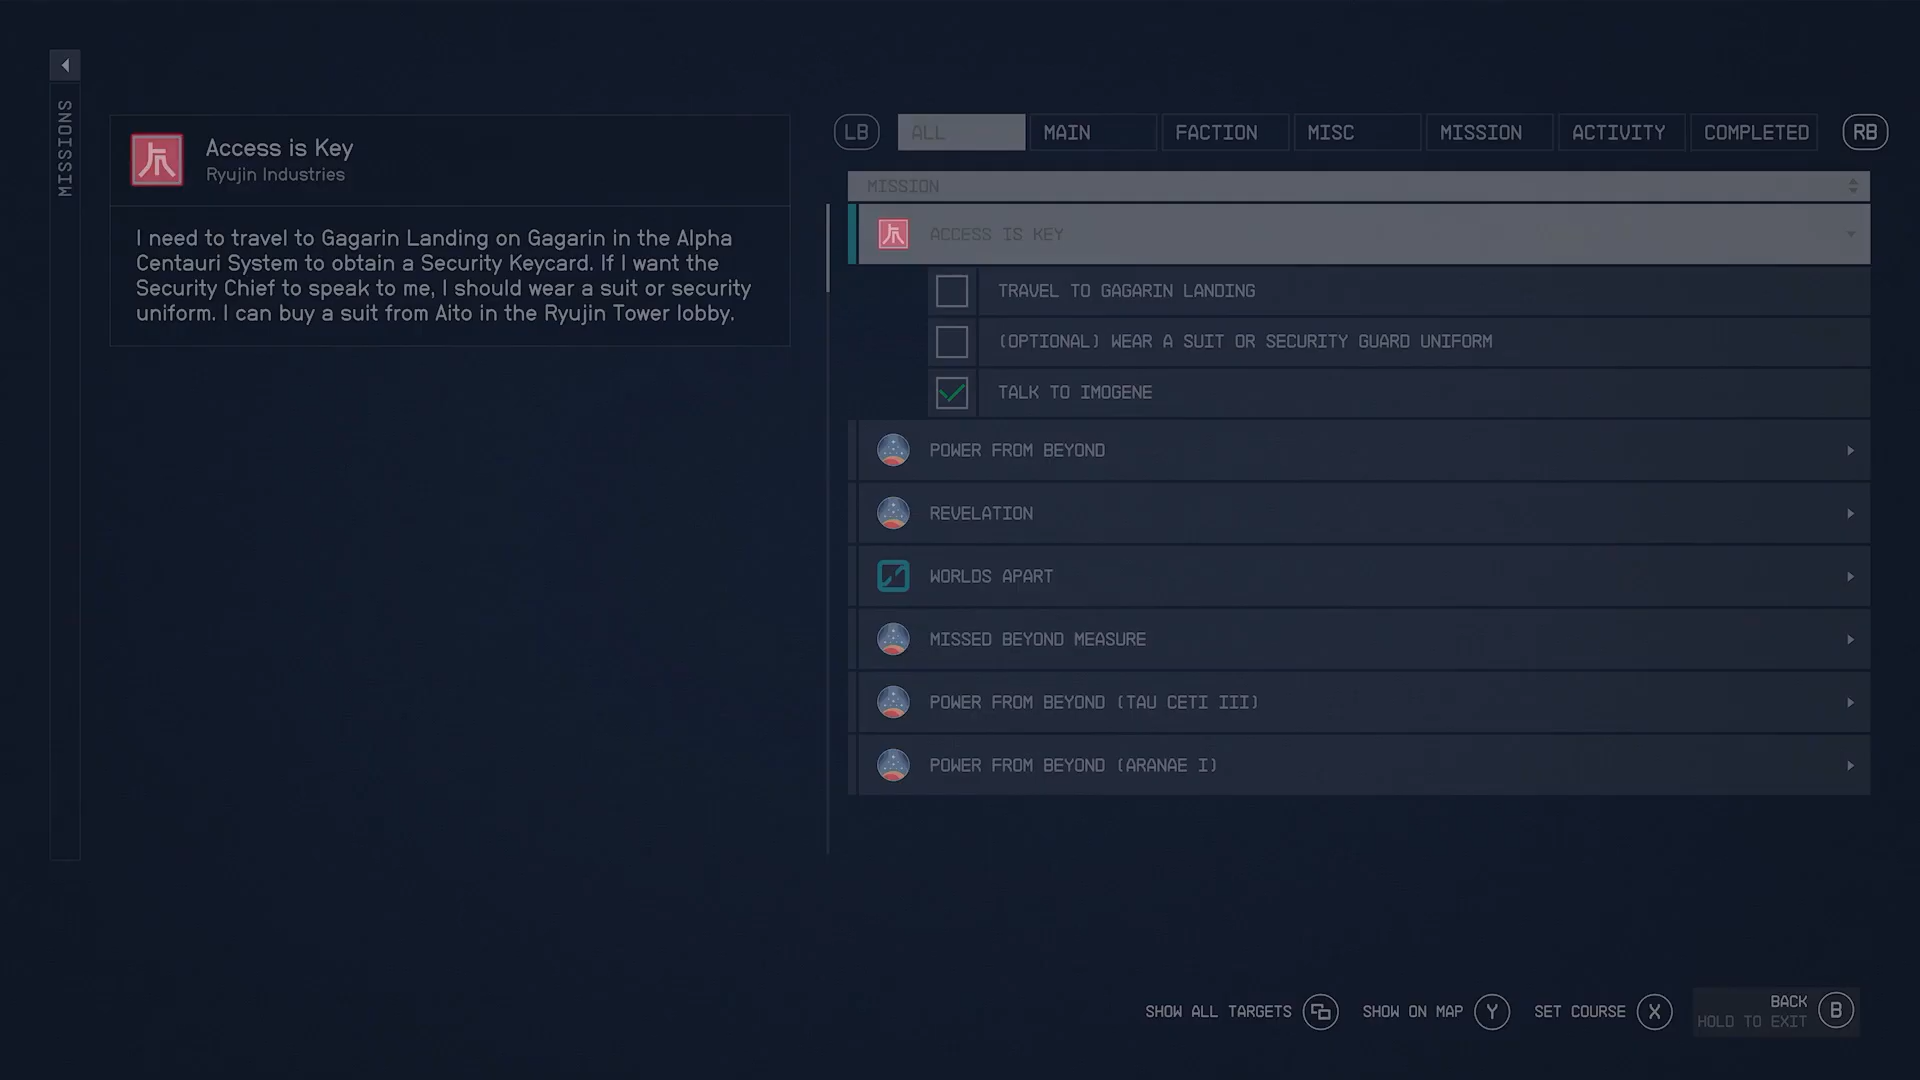 MISSIONS
Access is Key
Ryujin Industries
I need to travel to Gagarin Landing on Gagarin in the Alpha
Centauri System to obtain a Security Keycard. If I want the
Security Chief to speak to me, I should wear a suit or security
uniform. I can buy a suit from Aito in the Ryujin Tower lobby.
LB
ALL
MAIN
FACTION
MISC
MISSION
ACTIVITY
COMPLETED
RB
MISSION
ACCESS IS KEY
TRAVEL TO GAGARIN LANDING
(OPTIONAL) WEAR A SUIT OR SECURITY GUARD UNIFORM
TALK TO IMOGENE
POWER FROM BEYOND
REVELATION
WORLDS APART
MISSED BEYOND MEASURE
POWER FROM BEYOND (TAU CETI III)
POWER FROM BEYOND (ARANAE I)
SHOW ALL TARGETS
SHOW ON MAP Y
SET COURSE X
BACK B
HOLD TO EXIT